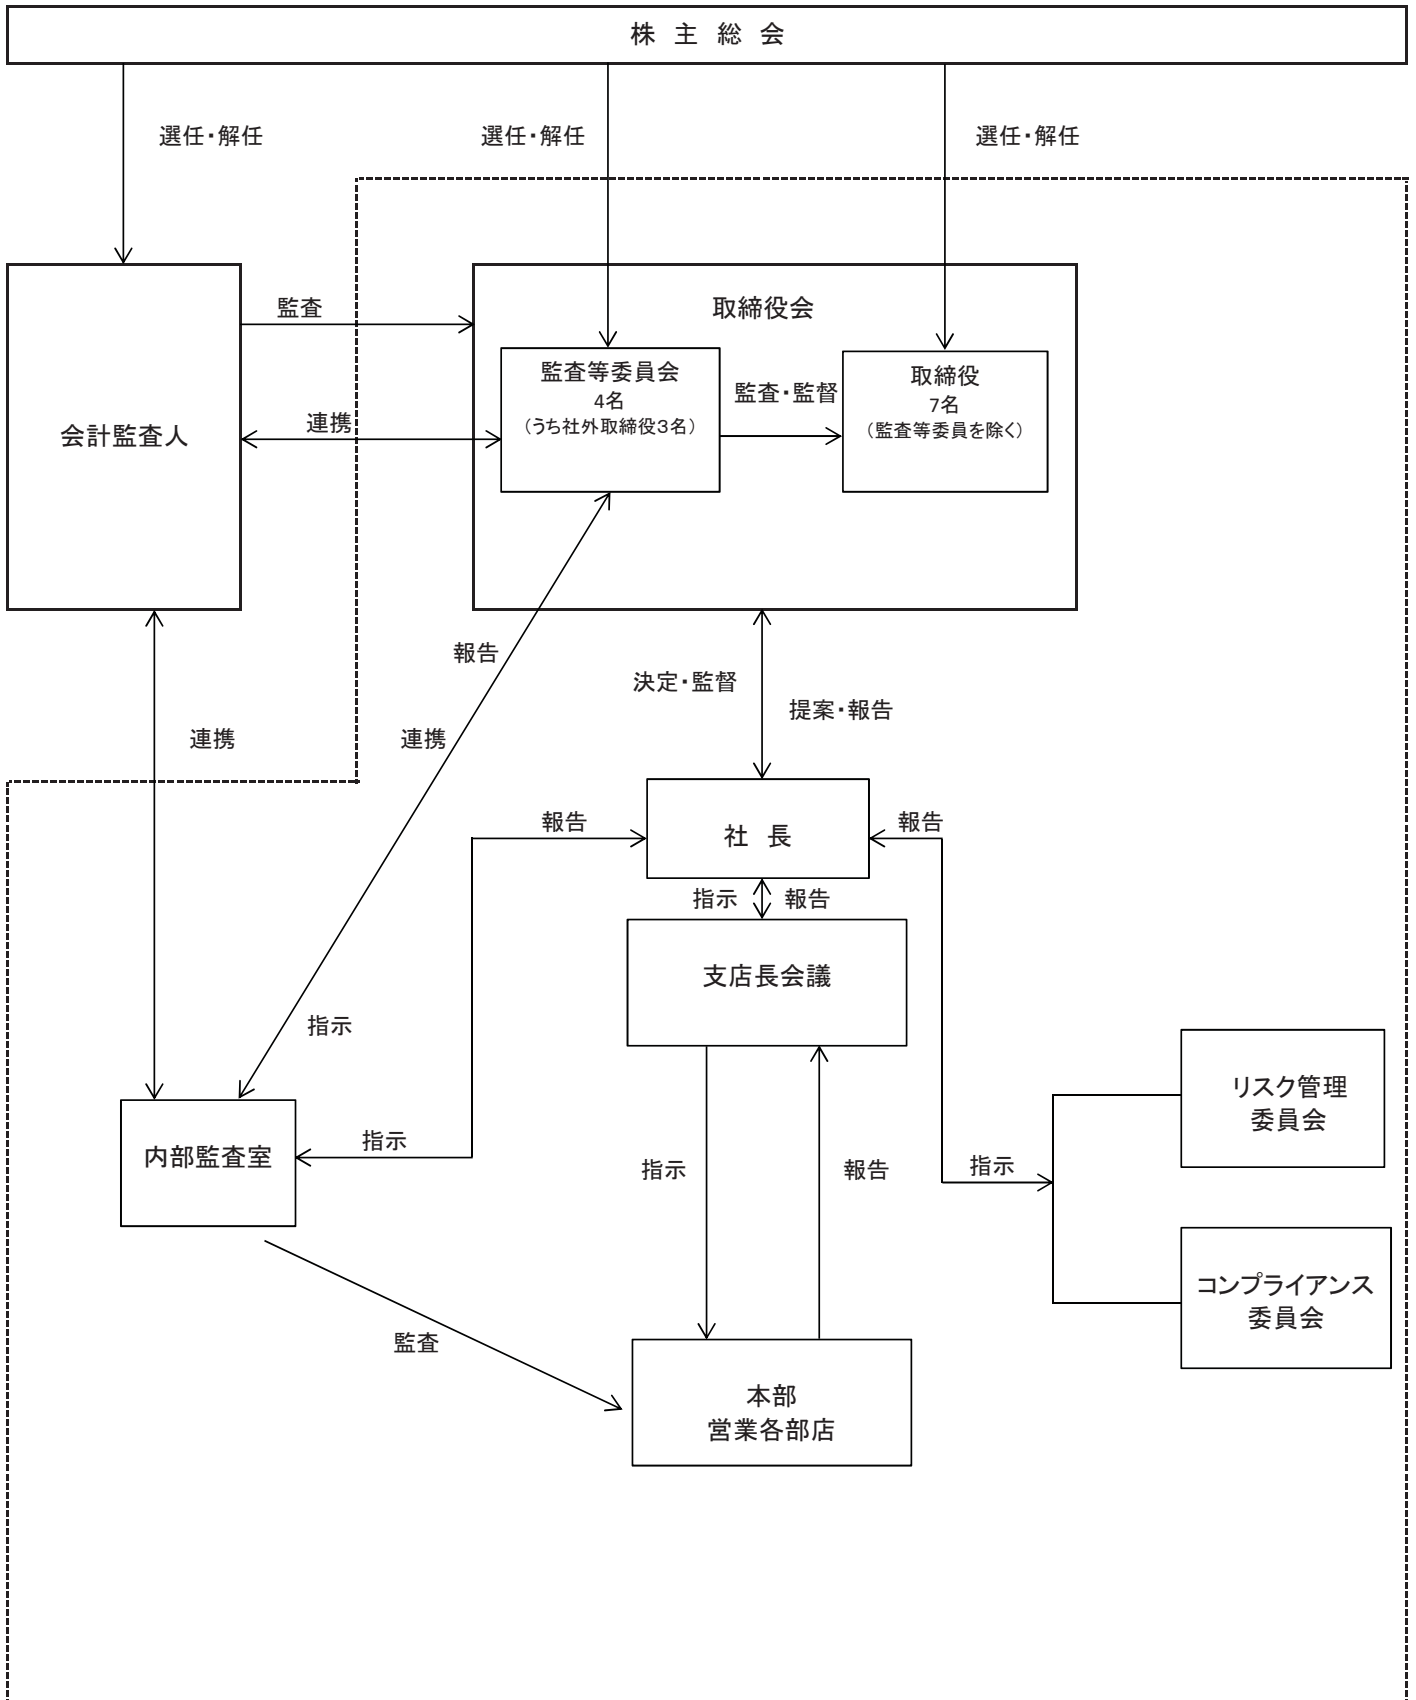 株主総会
選任・解任
選任・解任
選任・解任
監査
取締役会
会計監査人
連携
監査等委員会
4名
（うち社外取締役3名）
監査・監督
取締役
7名
（監査等委員を除く）
報告
連携
連携
決定・監督
提案・報告
報告
社長
報告
指示
報告
支店長会議
指示
内部監査室
指示
指示
報告
指示
リスク管理
委員会
コンプライアンス
委員会
監査
本部
営業各部店